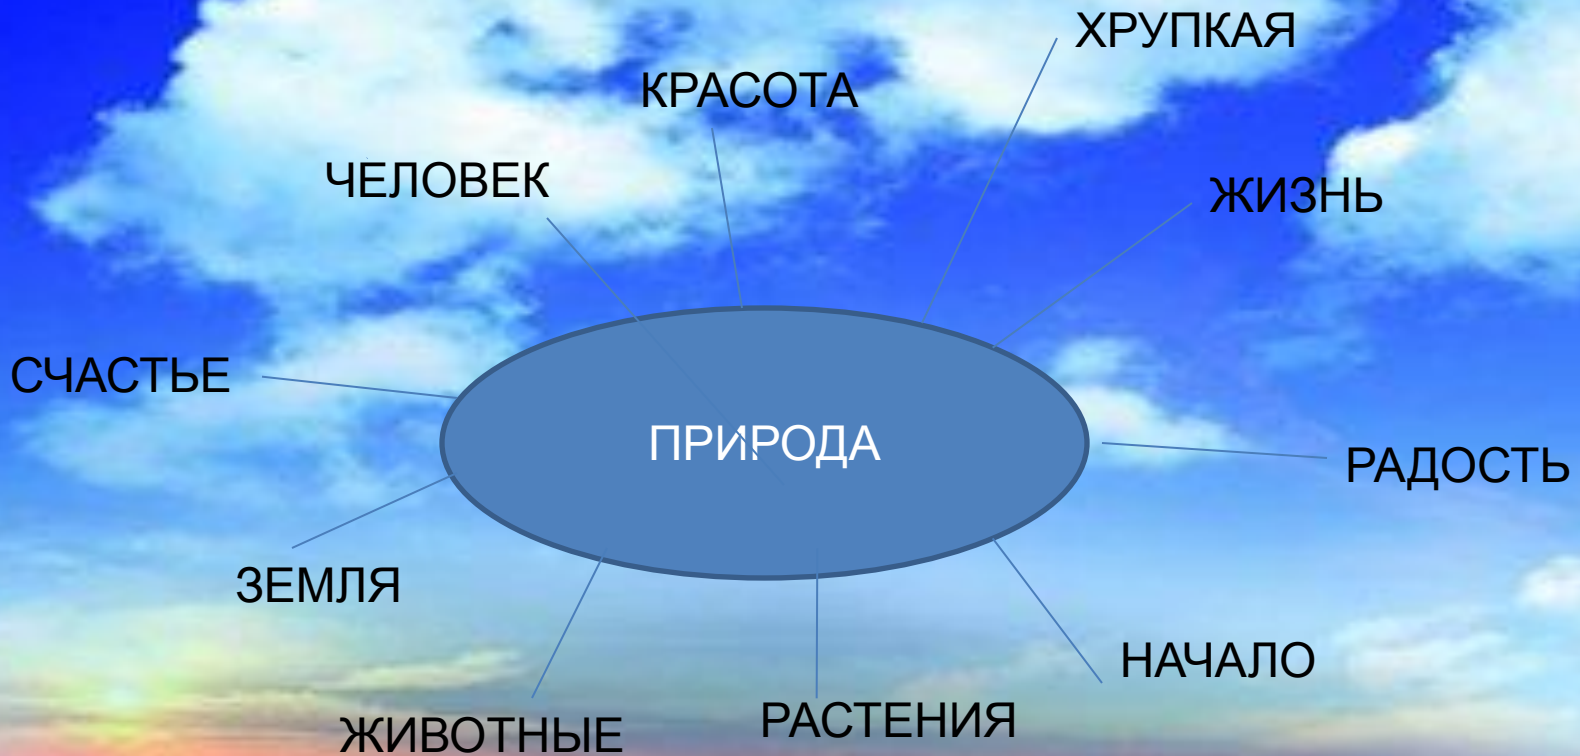 ХРУПКАЯ
КРАСОТА
ЧЕЛОВЕК
ЖИЗНЬ
СЧАСТЬЕ
ПРИРОДА
РАДОСТЬ
ЗЕМЛЯ
НАЧАЛО
РАСТЕНИЯ
ЖИВОТНЫЕ